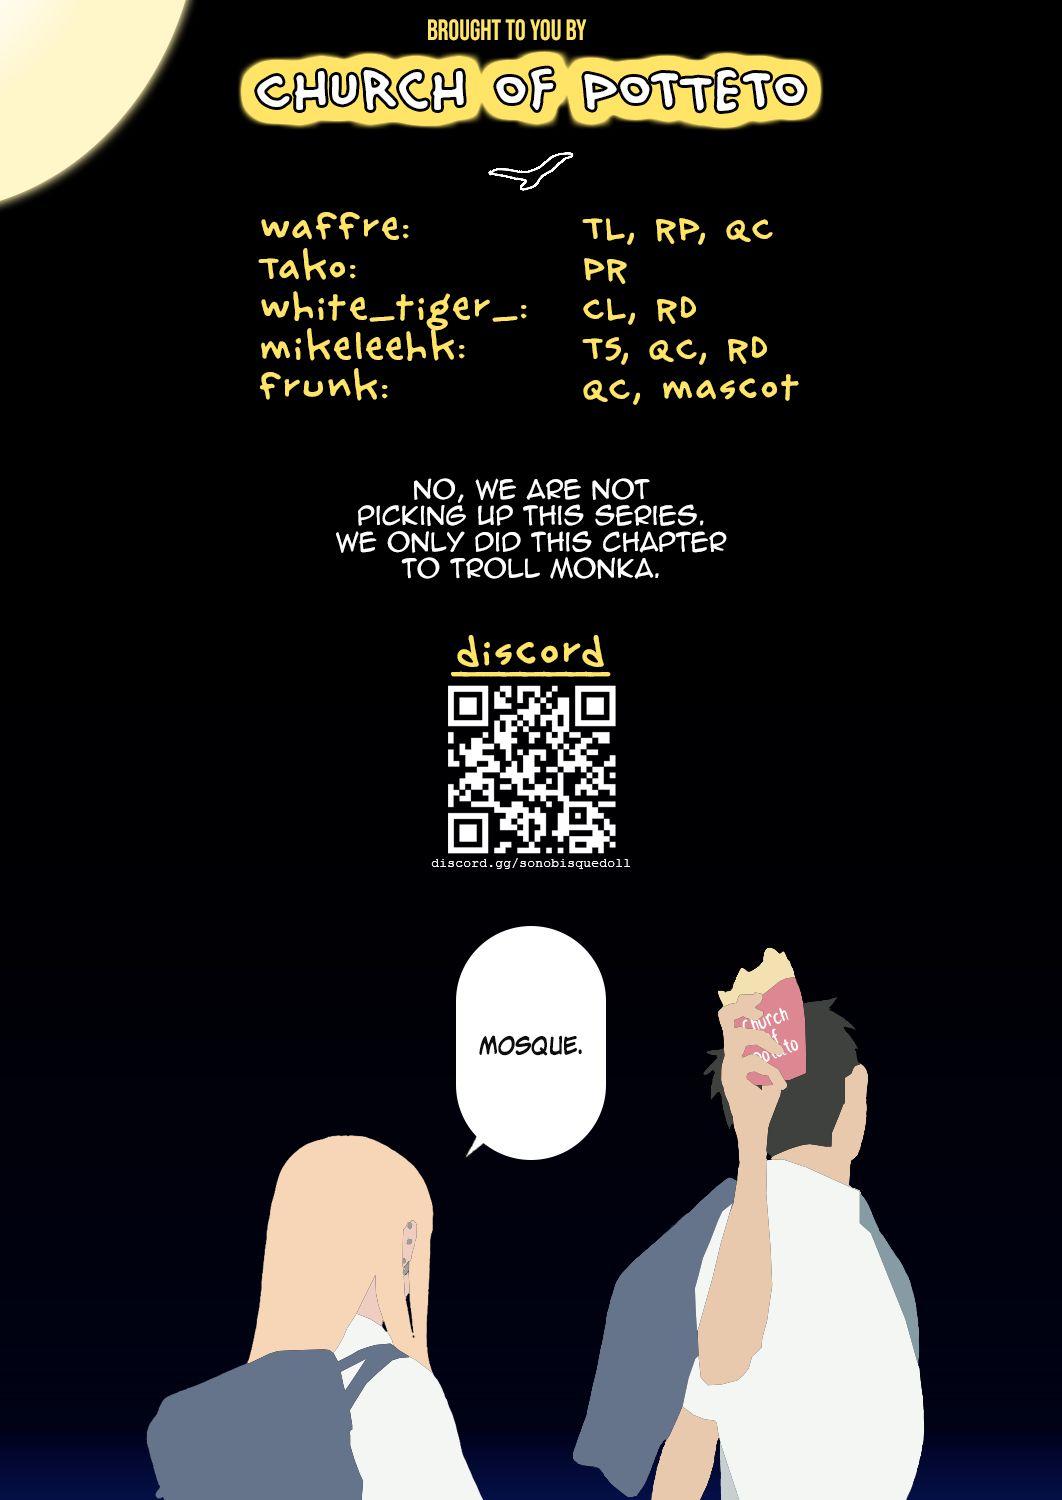 BROUGHT TO YOU BY
CHURCH OF POTTETO
waffre: TL, RP, QC
Tako: PR
white_tiger_: CL, RD
mikeleehk: TS, QC, RD
frunk: QC, mascot
NO, WE ARE NOT
PICKING UP THIS SERIES.
WE ONLY DID THIS CHAPTER
TO TROLL MONKA.
discord
discord.gg/sonobisquedoll
MOSQUE.
Church
of